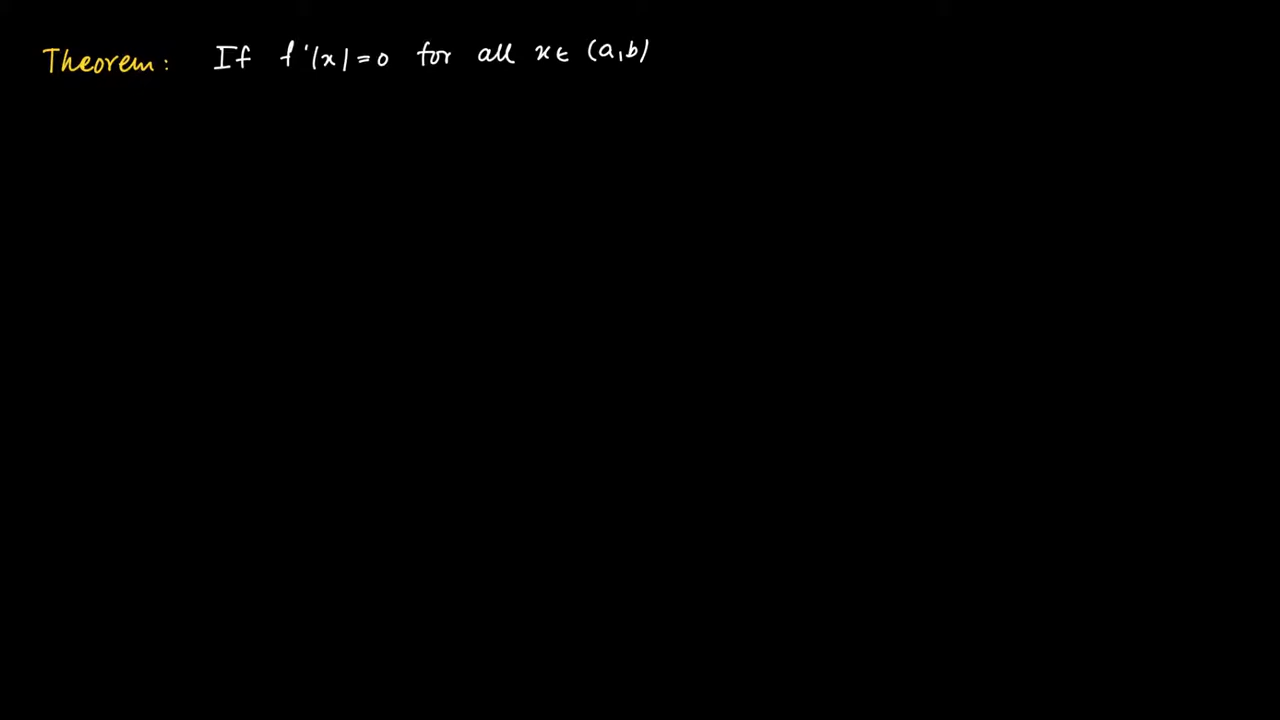 Theorem: If f'(x)=0 for all x∈ (a,b)